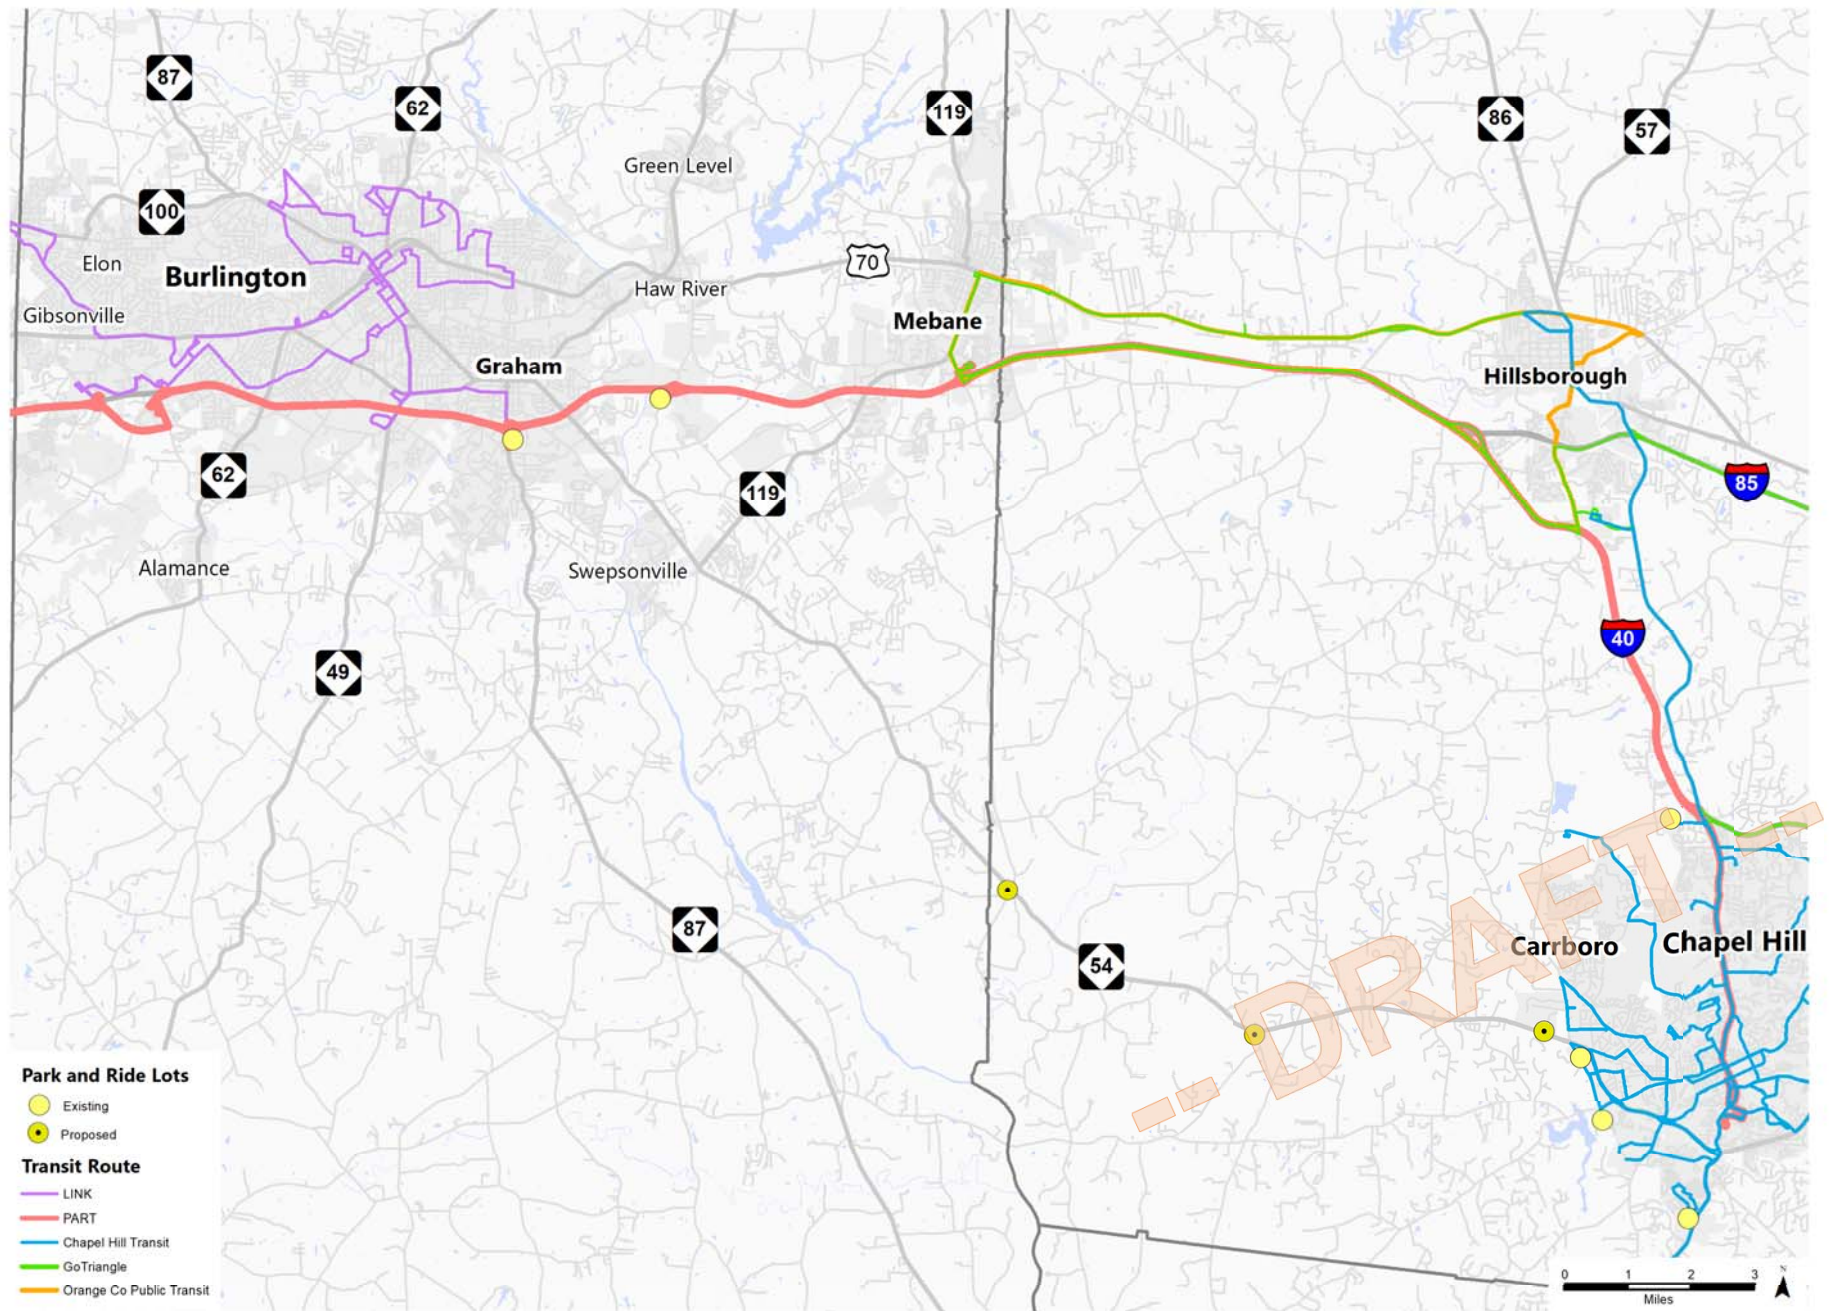 87
62
119
86
57
Green Level
100
Elon
Burlington
70
Haw River
Gibsonville
Mebane
Graham
Hillsborough
62
119
85
Alamance
Swepsonville
40
49
87
54
Carrboro
Chapel Hill
-- DRAFT --
Park and Ride Lots
Existing
Proposed
Transit Route
LINK
PART
Chapel Hill Transit
GoTriangle
Orange Co Public Transit
0 1 2 3
Miles
N